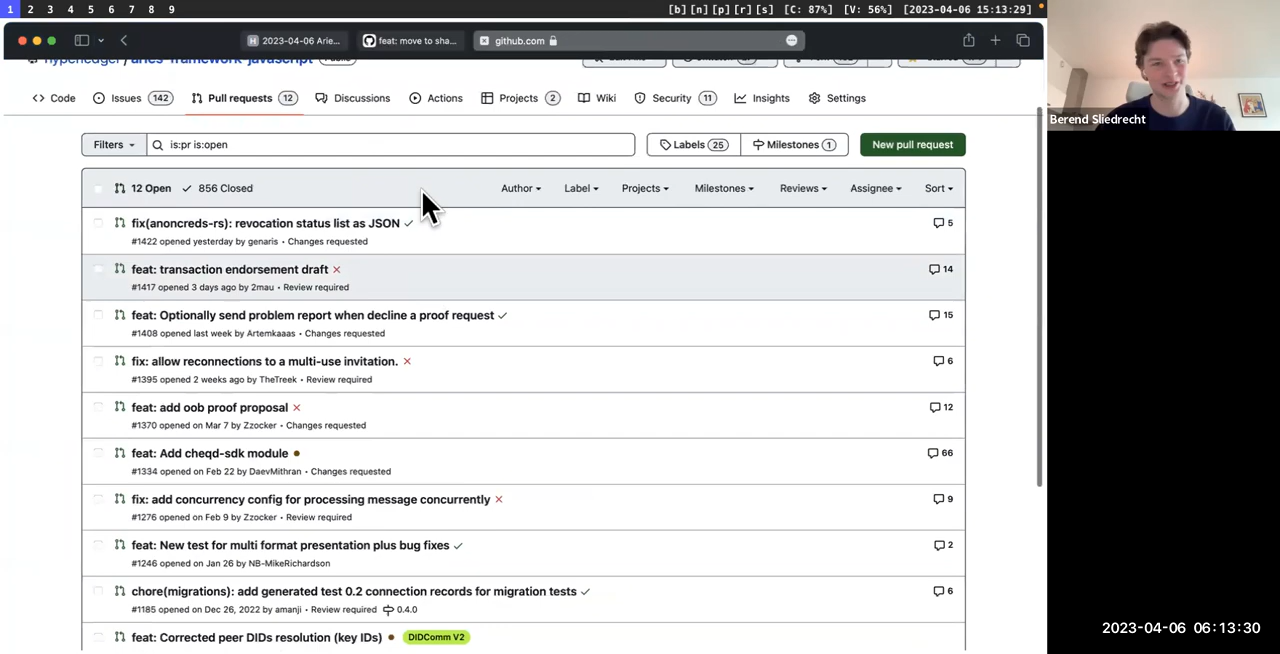 1 2 3 4 5 6 7 8 9 [b][n][p][r][s] [C: 87%] [V: 56%] [2023-04-06 15:13:29]
2023-04-06 Arie... feat: move to sha... github.com
hyperledger / aries-framework-javascript Public
Code Issues 142 Pull requests 12 Discussions Actions Projects 2 Wiki Security 11 Insights Settings
Filters is:pr is:open Labels 25 Milestones 1 New pull request
12 Open 856 Closed Author Label Projects Milestones Reviews Assignee Sort
fix(anoncreds-rs): revocation status list as JSON 5
#1422 opened yesterday by genaris • Changes requested
feat: transaction endorsement draft 14
#1417 opened 3 days ago by 2mau • Review required
feat: Optionally send problem report when decline a proof request 15
#1408 opened last week by Artemkaaas • Changes requested
fix: allow reconnections to a multi-use invitation. 6
#1395 opened 2 weeks ago by TheTreek • Review required
feat: add oob proof proposal 12
#1370 opened on Mar 7 by Zzocker • Changes requested
feat: Add cheqd-sdk module 66
#1334 opened on Feb 22 by DaevMithran • Changes requested
fix: add concurrency config for processing message concurrently 9
#1276 opened on Feb 9 by Zzocker • Review required
feat: New test for multi format presentation plus bug fixes 2
#1246 opened on Jan 26 by NB-MikeRichardson
chore(migrations): add generated test 0.2 connection records for migration tests 6
#1185 opened on Dec 26, 2022 by amanji • Review required 0.4.0
feat: Corrected peer DIDs resolution (key IDs) DIDComm V2
Berend Sliedrecht
2023-04-06 06:13:30